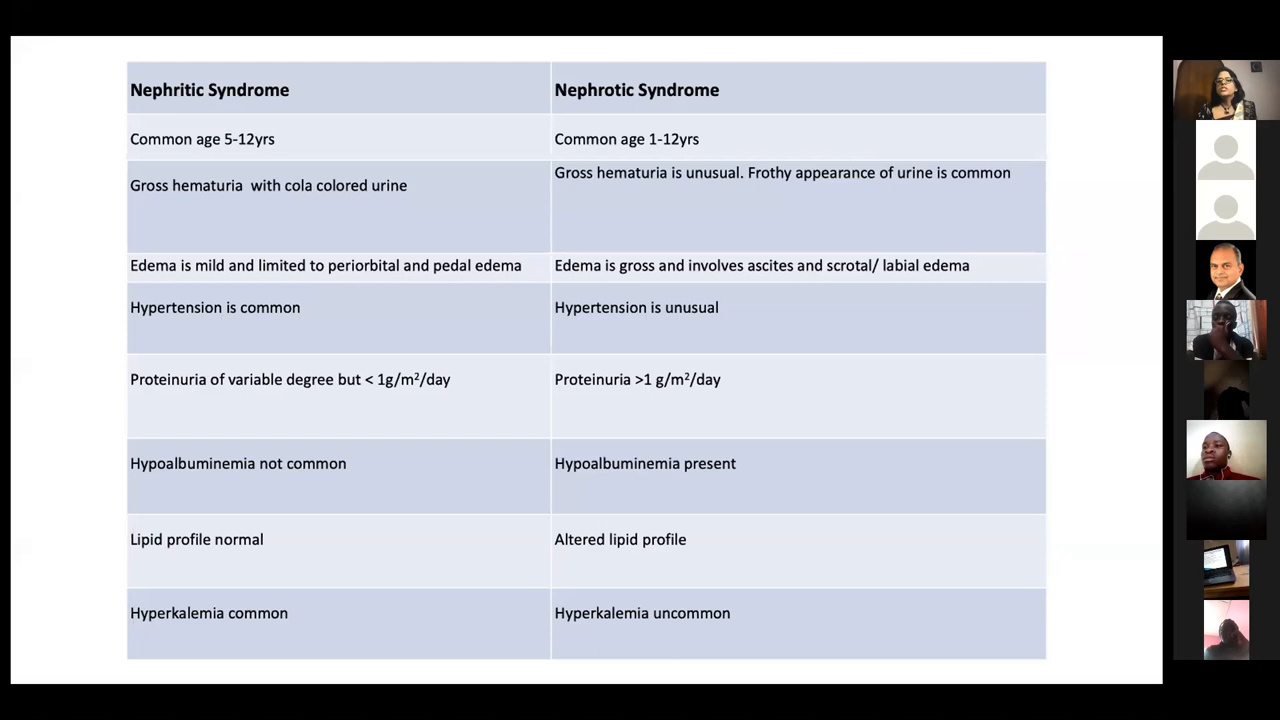 Nephritic Syndrome
Nephrotic Syndrome
Common age 5-12yrs
Common age 1-12yrs
Gross hematuria  with cola colored urine
Gross hematuria is unusual. Frothy appearance of urine is common
Edema is mild and limited to periorbital and pedal edema
Edema is gross and involves ascites and scrotal/ labial edema
Hypertension is common
Hypertension is unusual
Proteinuria of variable degree but < 1g/m²/day
Proteinuria >1 g/m²/day
Hypoalbuminemia not common
Hypoalbuminemia present
Lipid profile normal
Altered lipid profile
Hyperkalemia common
Hyperkalemia uncommon